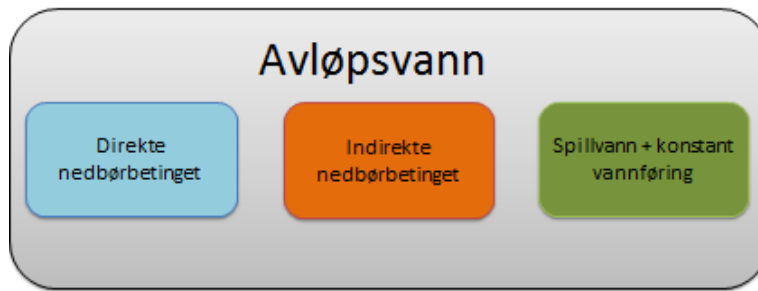 Avløpsvann
Direkte
nedbørbetinget
Indirekte
nedbørbetinget
Spillvann + konstant
vannføring